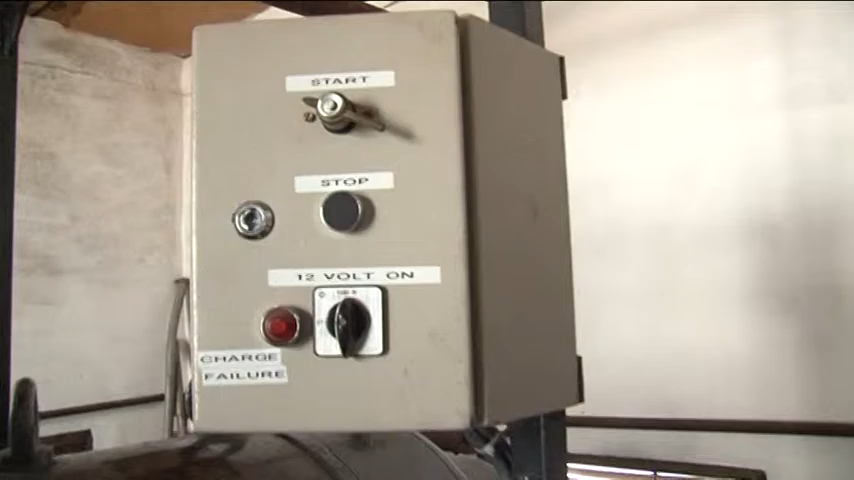 START
STOP
12 VOLT ON
CHARGE
FAILURE